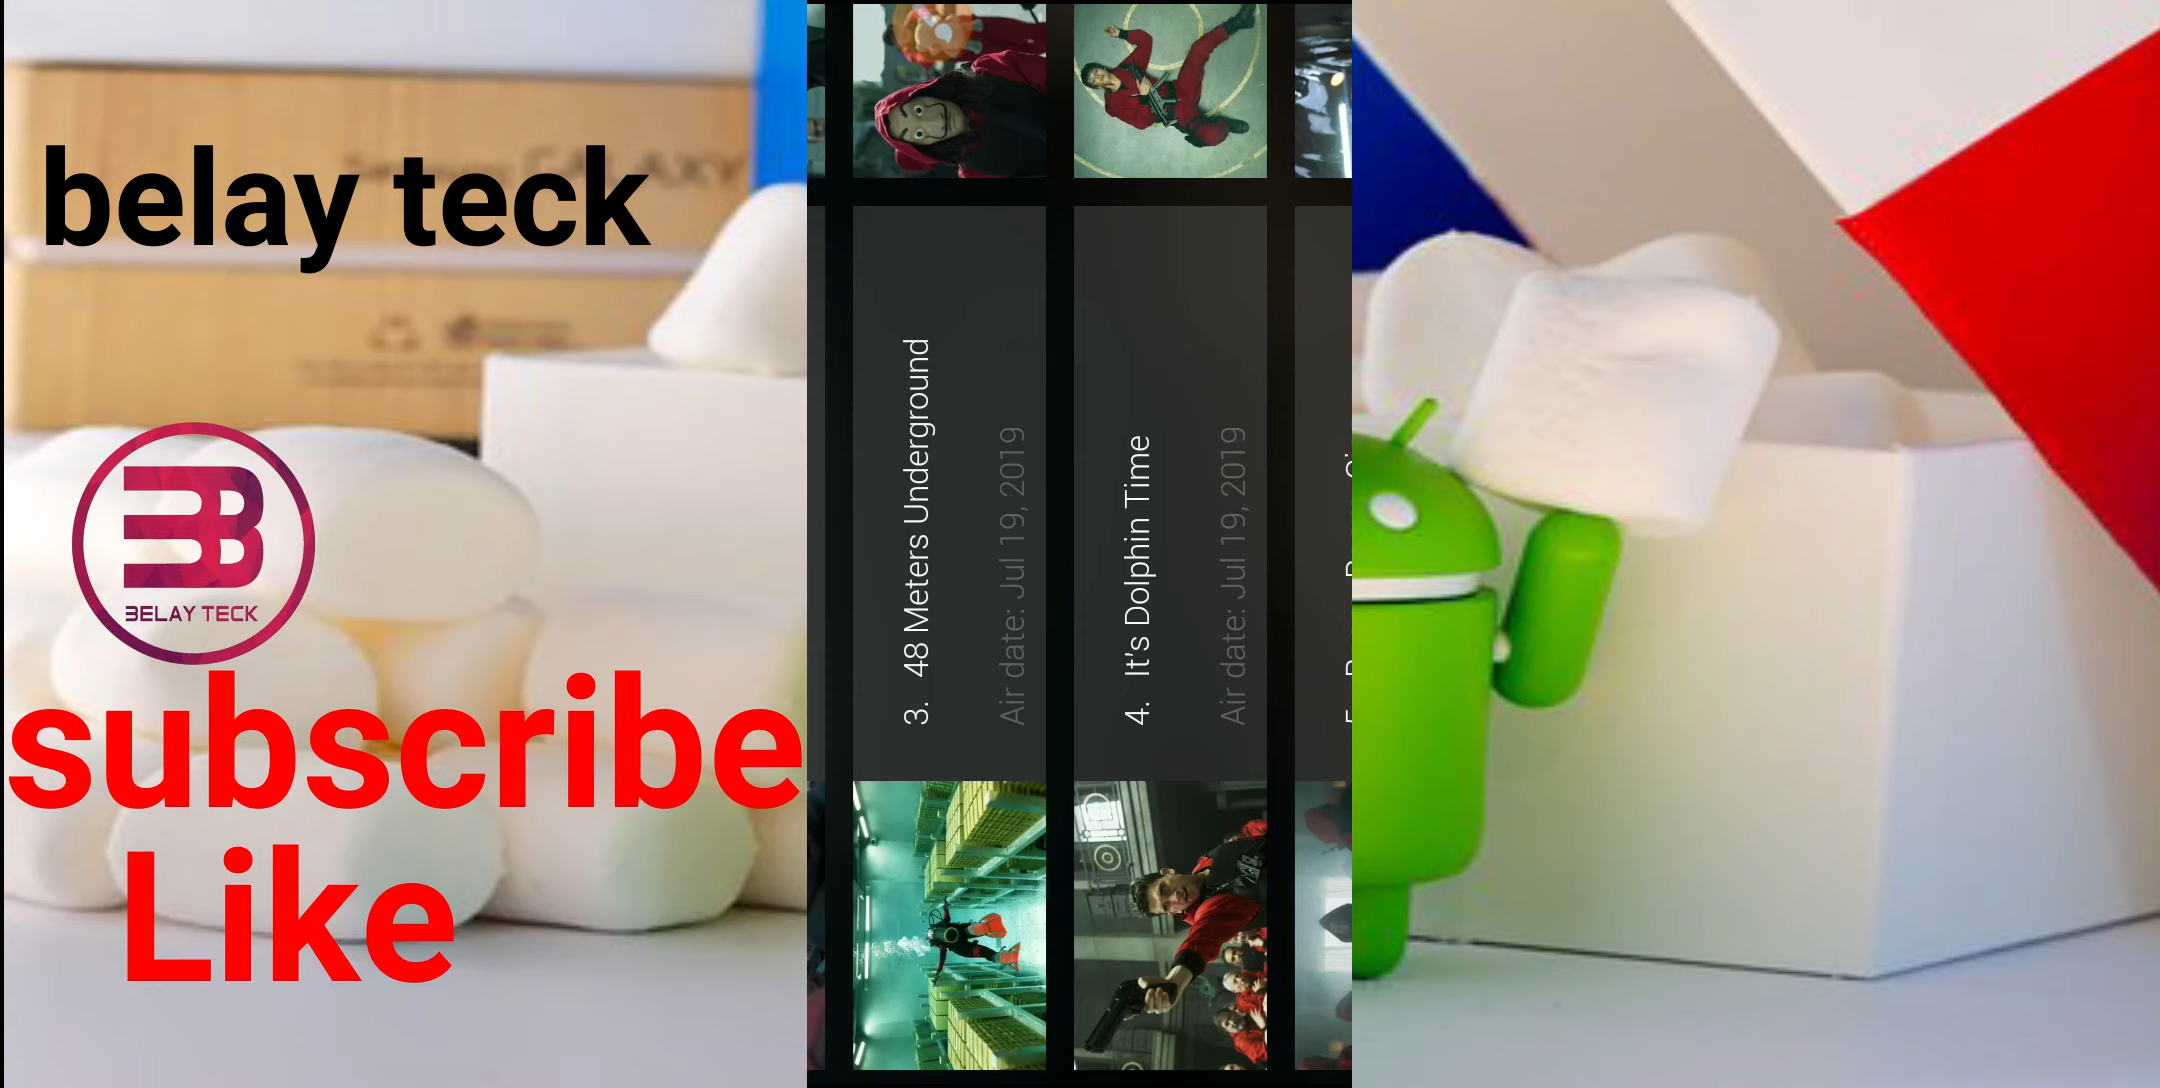 belay teck
BELAY TECK
subscribe
Like
3. 48 Meters Underground
Air date: Jul 19, 2019
4. It's Dolphin Time
Air date: Jul 19, 2019